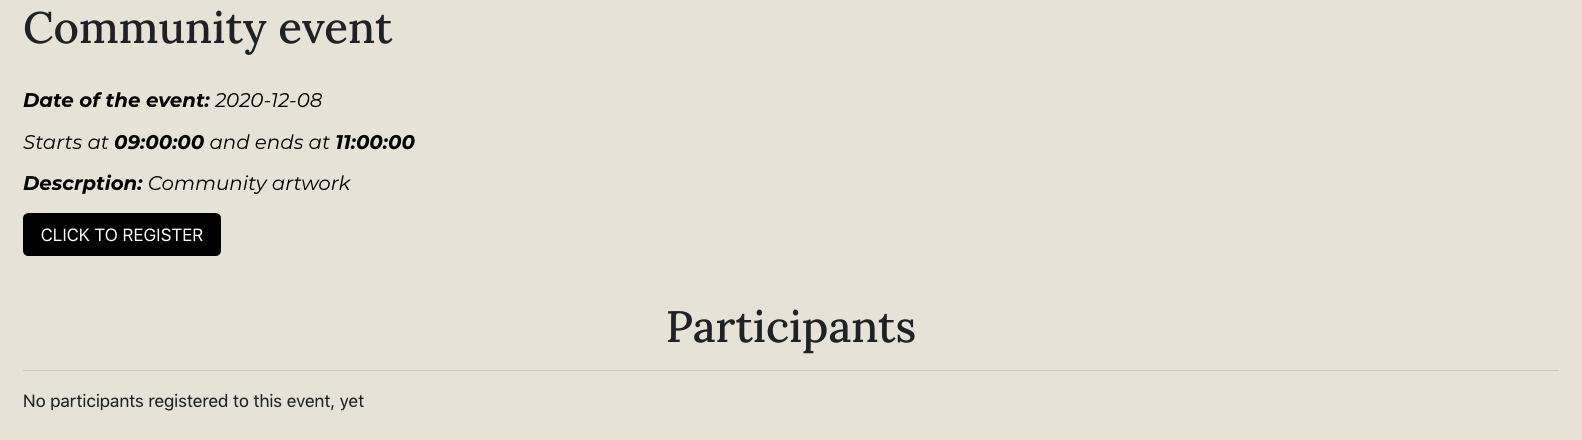 Community event
Date of the event: 2020-12-08
Starts at 09:00:00 and ends at 11:00:00
Descrption: Community artwork
CLICK TO REGISTER
Participants
No participants registered to this event, yet